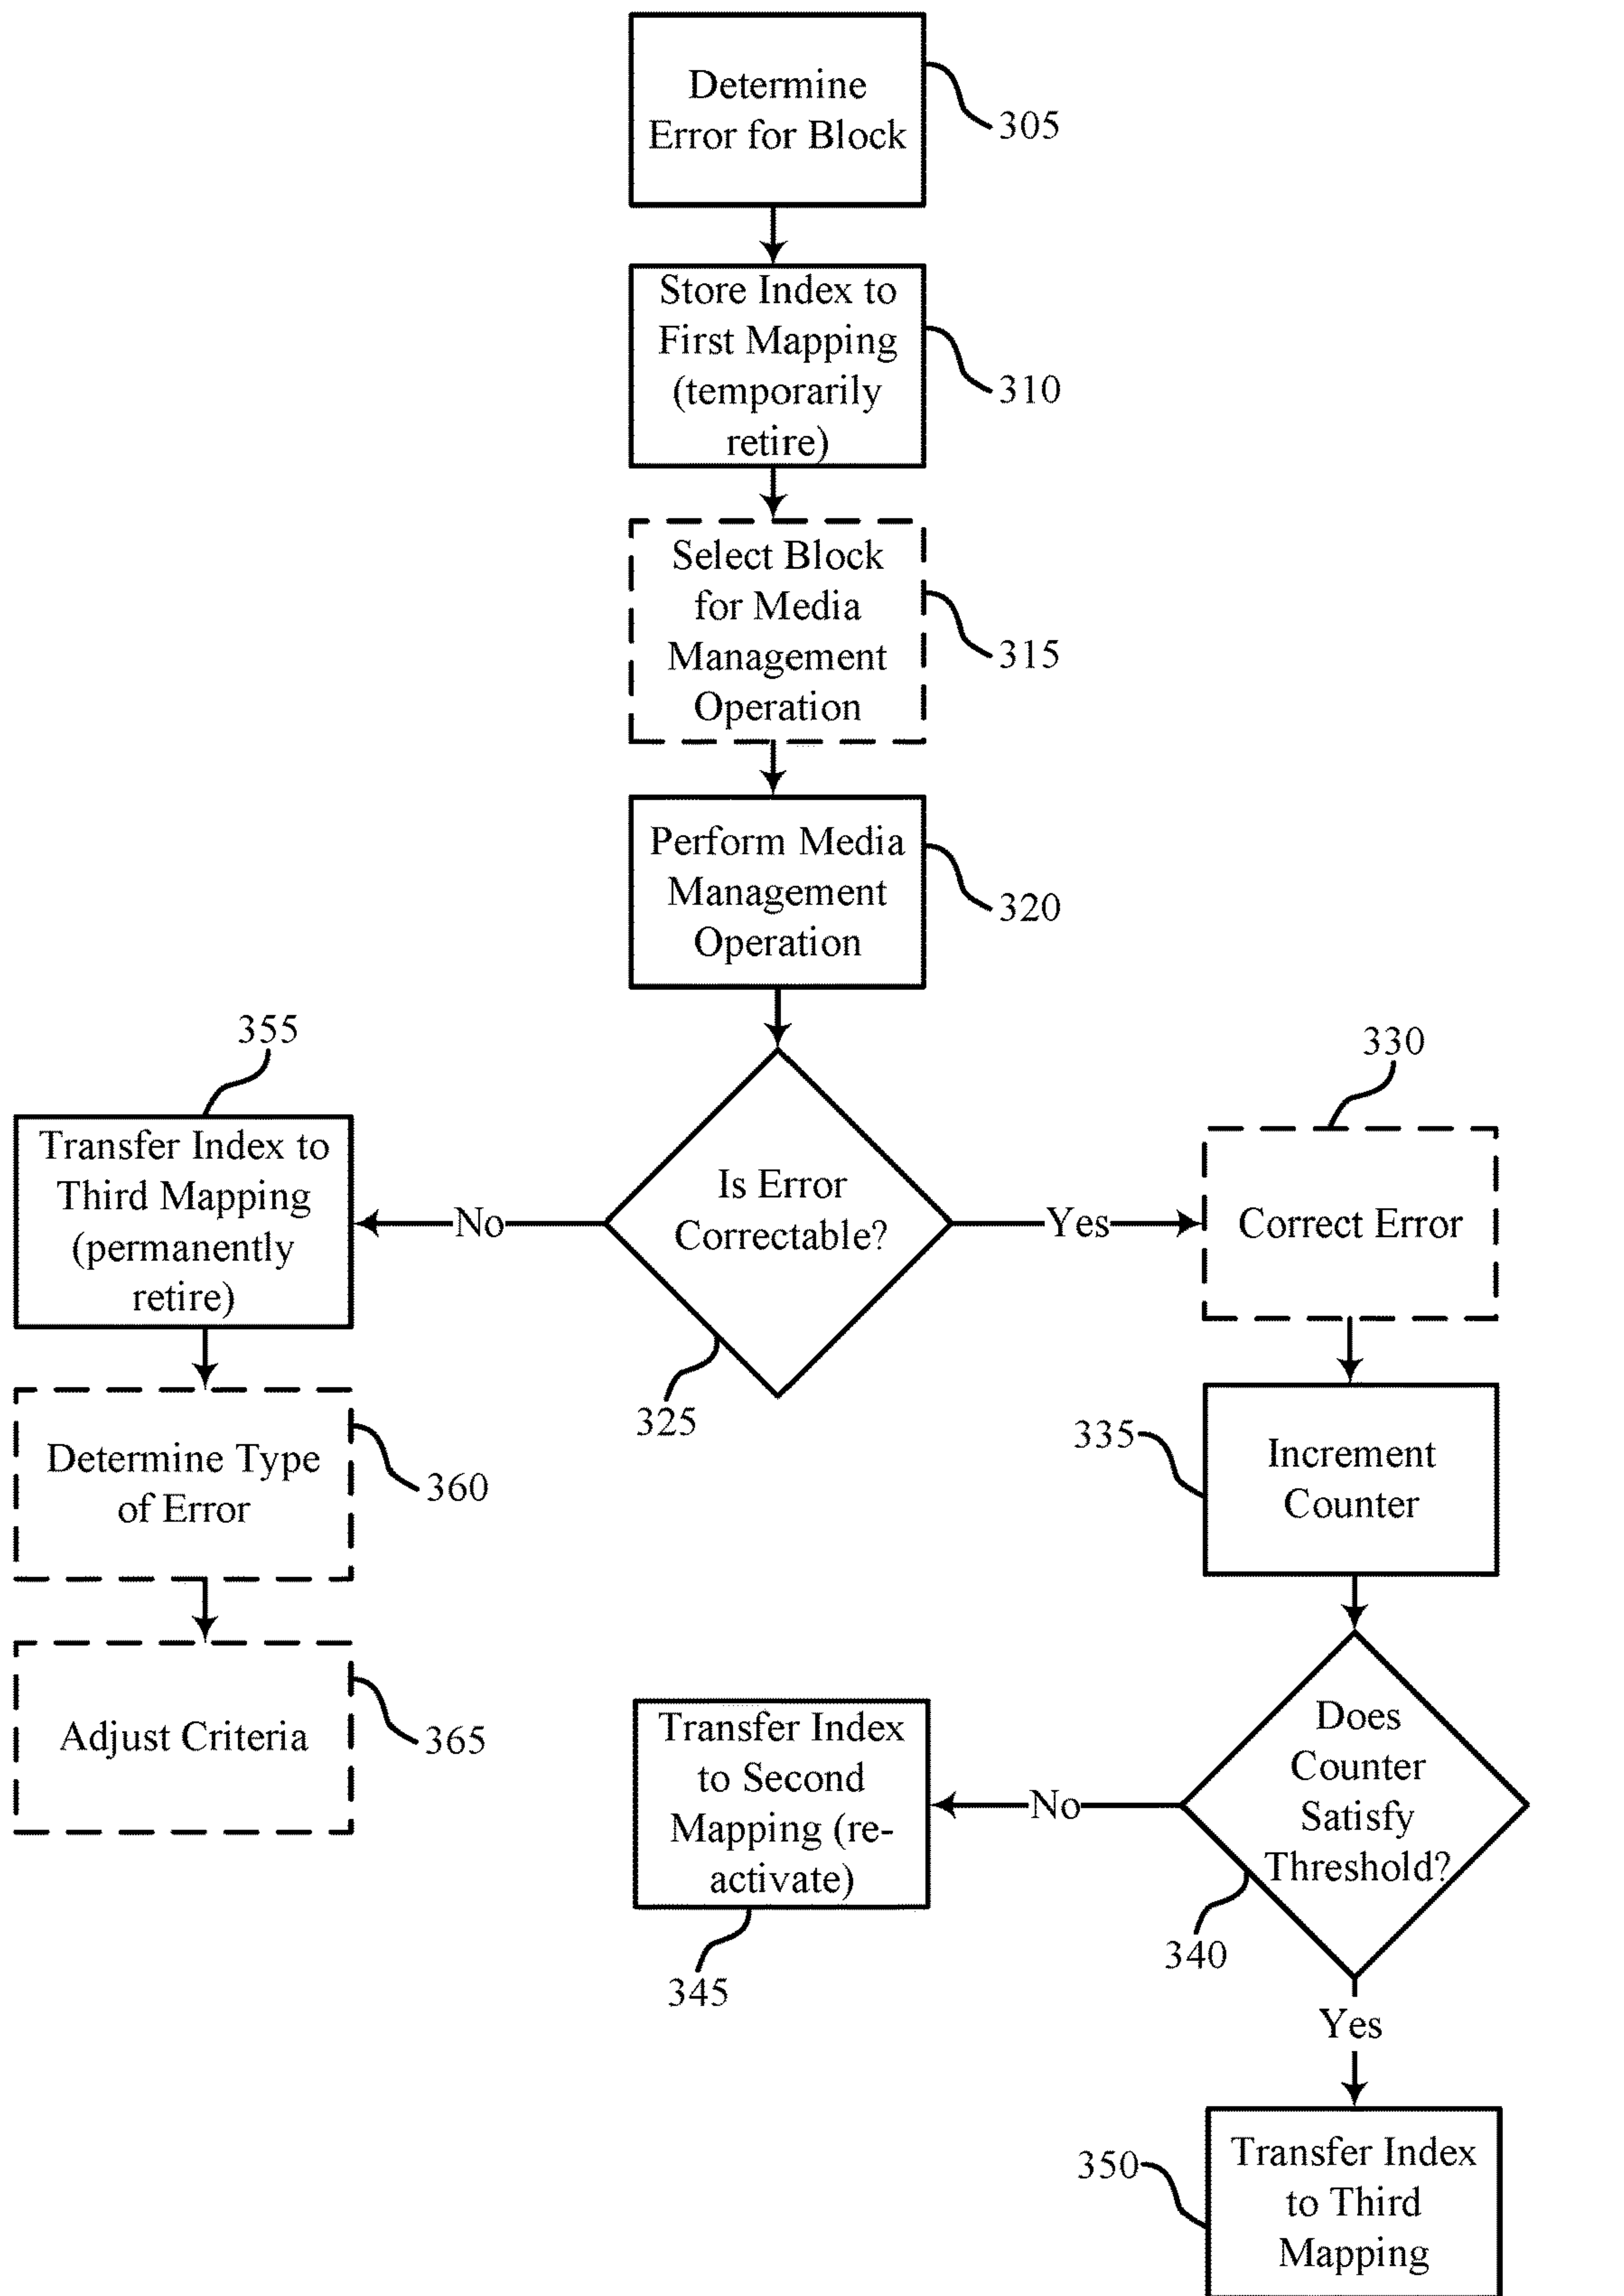 Determine
Error for Block
305
Store Index to
First Mapping
(temporarily
retire)
310
Select Block
for Media
Management
Operation
315
Perform Media
Management
Operation
320
355
Transfer Index to
Third Mapping
(permanently
retire)
No
Is Error
Correctable?
325
Yes
330
Correct Error
Determine Type
of Error
360
335
Increment
Counter
Adjust Criteria
365
Transfer Index
to Second
Mapping (re-
activate)
345
No
Does
Counter
Satisfy
Threshold?
340
Yes
350
Transfer Index
to Third
Mapping